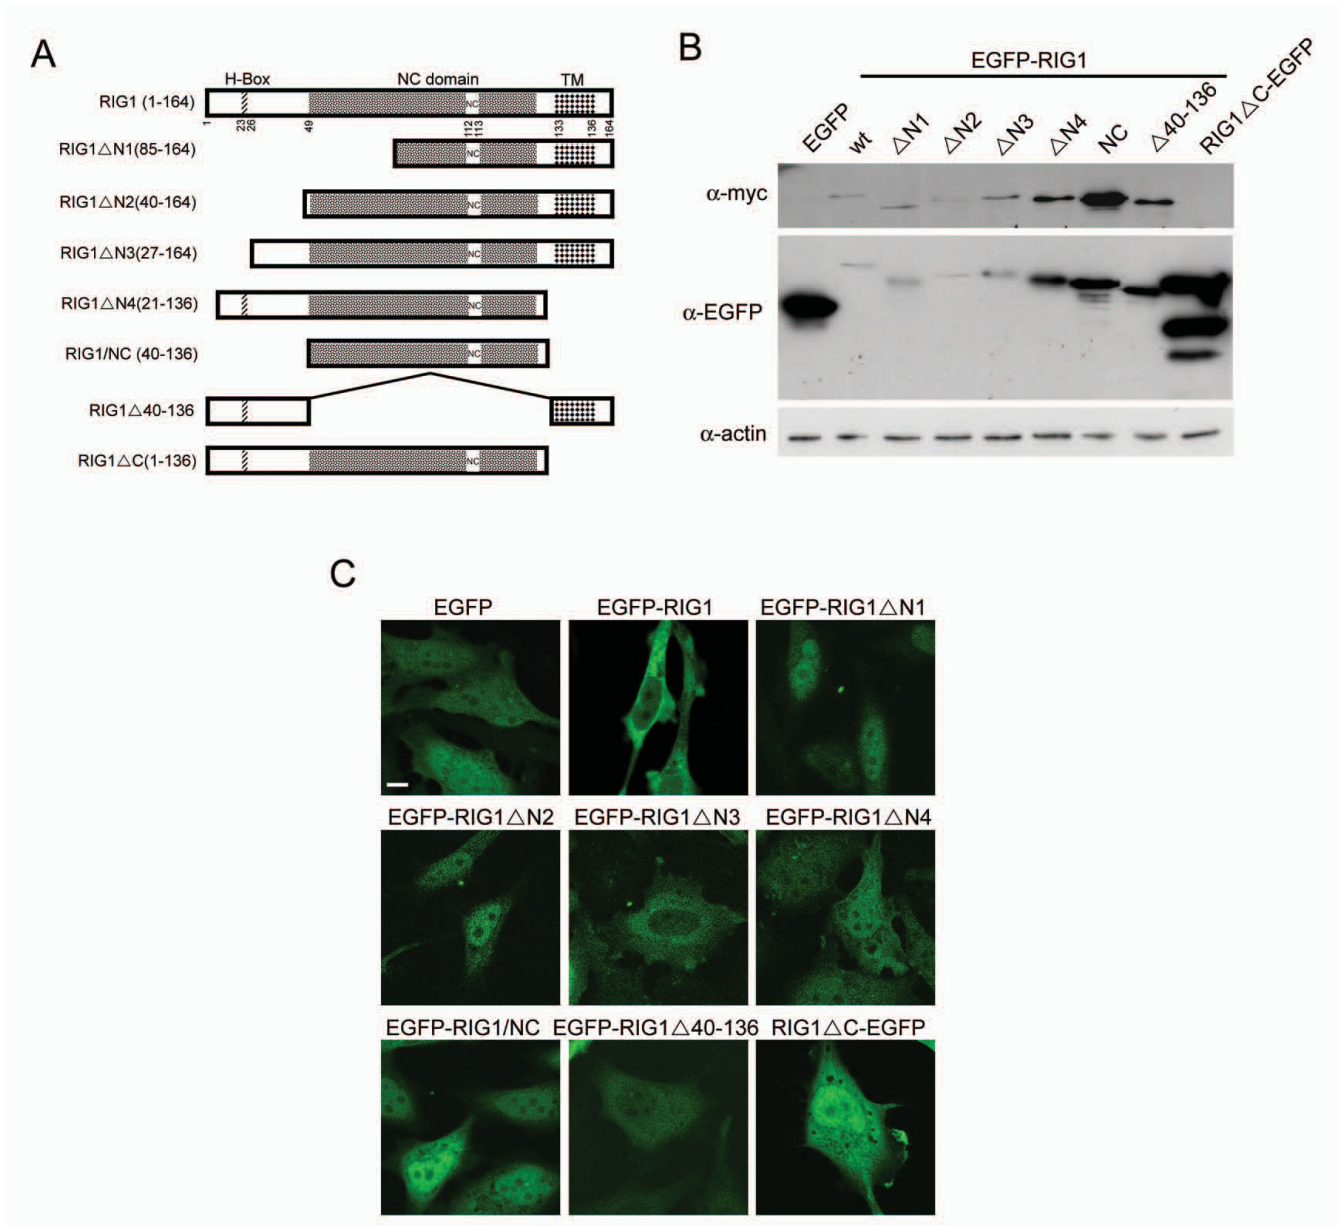 A
H-Box NC domain TM
RIG1 (1-164)
NC
1 23 26 49 112 113 133 136 164
RIG1△N1(85-164)
NC
RIG1△N2(40-164)
NC
RIG1△N3(27-164)
NC
RIG1△N4(21-136)
NC
RIG1/NC (40-136)
NC
RIG1△40-136
RIG1△C(1-136)
NC
B
EGFP-RIG1
EGFP wt △N1 △N2 △N3 △N4 NC △40-136 RIG1△C-EGFP
α-myc
α-EGFP
α-actin
C
EGFP EGFP-RIG1 EGFP-RIG1△N1
EGFP-RIG1△N2 EGFP-RIG1△N3 EGFP-RIG1△N4
EGFP-RIG1/NC EGFP-RIG1△40-136 RIG1△C-EGFP